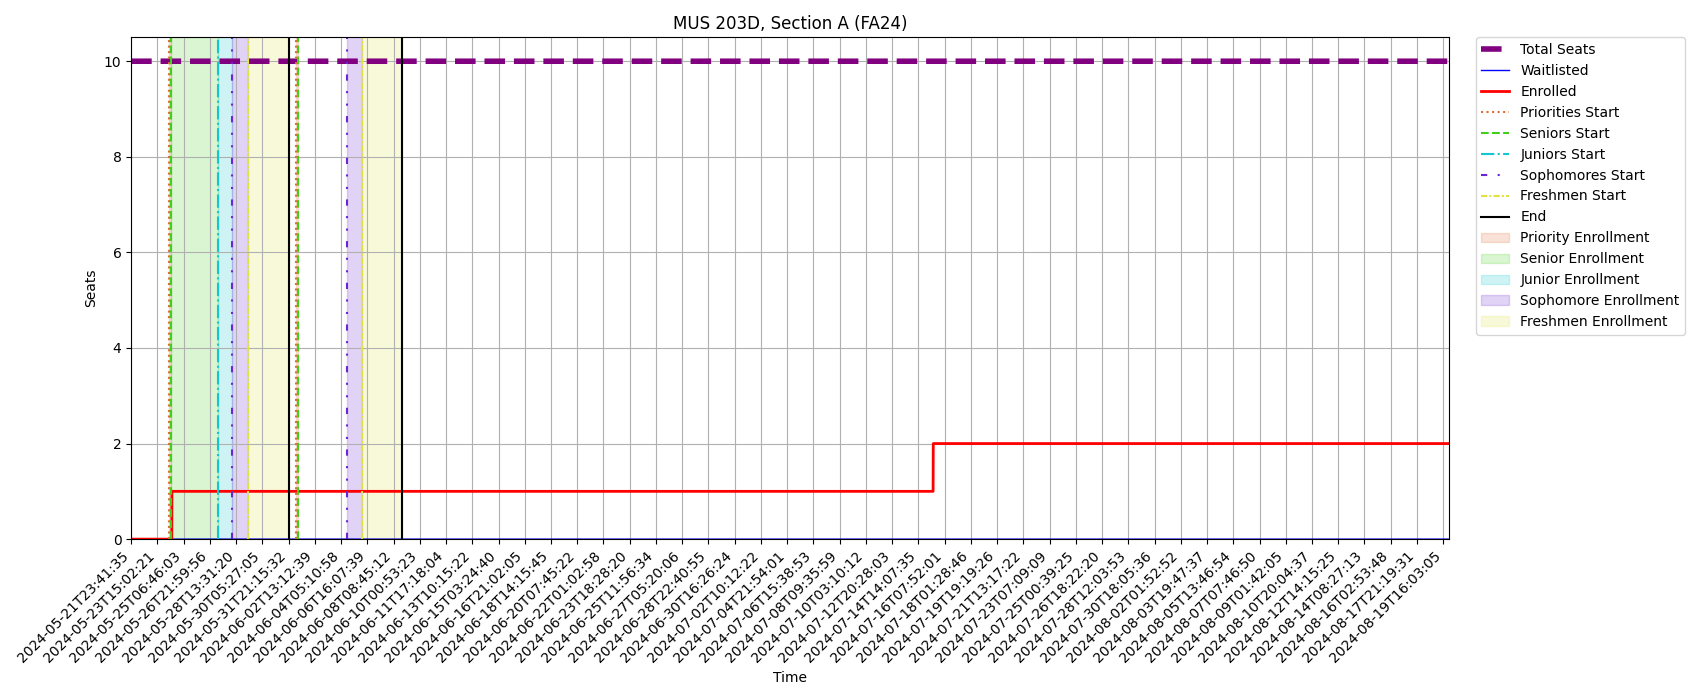 MUS 203D, Section A (FA24)
Total Seats
Waitlisted
Enrolled
Priorities Start
Seniors Start
Juniors Start
Sophomores Start
Freshmen Start
End
Priority Enrollment
Senior Enrollment
Junior Enrollment
Sophomore Enrollment
Freshmen Enrollment
Seats
10
8
6
4
2
0
2024-05-21T23:41:35
2024-05-23T15:02:21
2024-05-25T06:46:03
2024-05-26T21:59:56
2024-05-28T13:31:20
2024-05-30T05:27:05
2024-05-31T21:15:32
2024-06-02T13:12:39
2024-06-04T05:10:58
2024-06-06T16:07:39
2024-06-08T08:45:12
2024-06-10T00:53:23
2024-06-11T17:18:04
2024-06-13T10:15:22
2024-06-15T03:24:40
2024-06-16T21:02:05
2024-06-18T14:15:45
2024-06-20T07:45:22
2024-06-22T01:02:58
2024-06-23T18:28:20
2024-06-25T11:56:34
2024-06-27T05:20:06
2024-06-28T22:40:55
2024-06-30T16:26:24
2024-07-02T10:12:22
2024-07-04T21:54:01
2024-07-06T15:38:53
2024-07-08T09:35:59
2024-07-10T03:10:12
2024-07-12T20:28:03
2024-07-14T14:07:35
2024-07-16T07:52:01
2024-07-18T01:28:46
2024-07-19T19:19:26
2024-07-21T13:17:22
2024-07-23T07:09:09
2024-07-25T00:39:25
2024-07-26T18:22:20
2024-07-28T12:03:53
2024-07-30T18:05:36
2024-08-02T01:52:52
2024-08-03T19:47:37
2024-08-05T13:46:54
2024-08-07T07:46:50
2024-08-09T01:42:05
2024-08-10T20:04:37
2024-08-12T14:15:25
2024-08-14T08:27:13
2024-08-16T02:53:48
2024-08-17T21:19:31
2024-08-19T16:03:05
Time